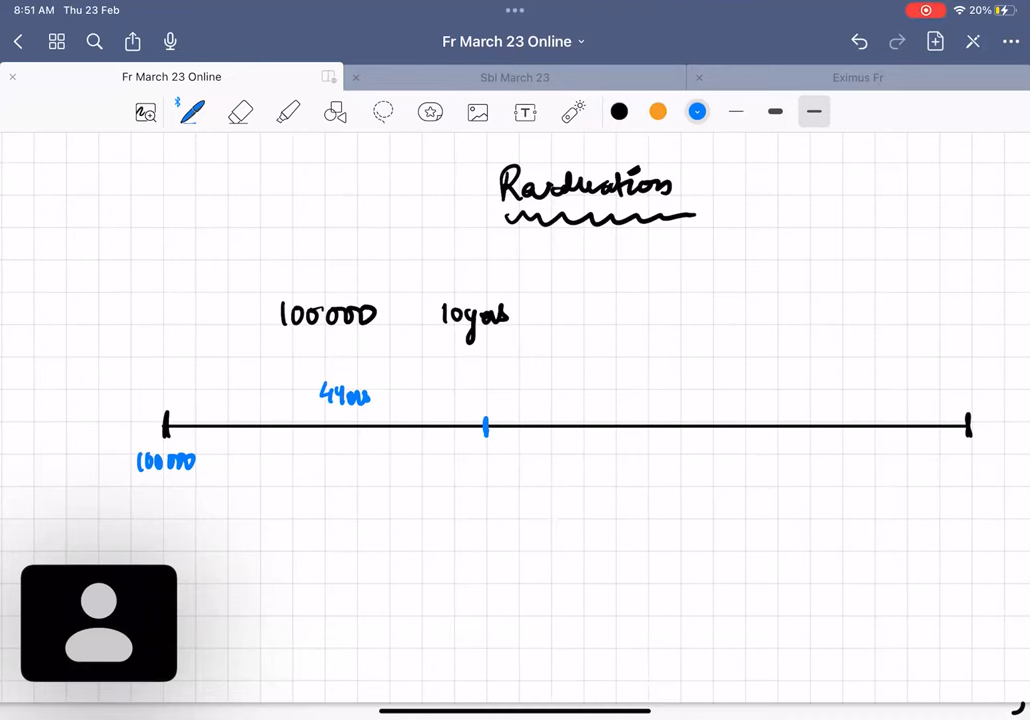 8:51 AM Thu 23 Feb
20%
Fr March 23 Online
Fr March 23 Online
Sbl March 23
Eximus Fr
Revaluations
100000 10yrs
4yrs
100000